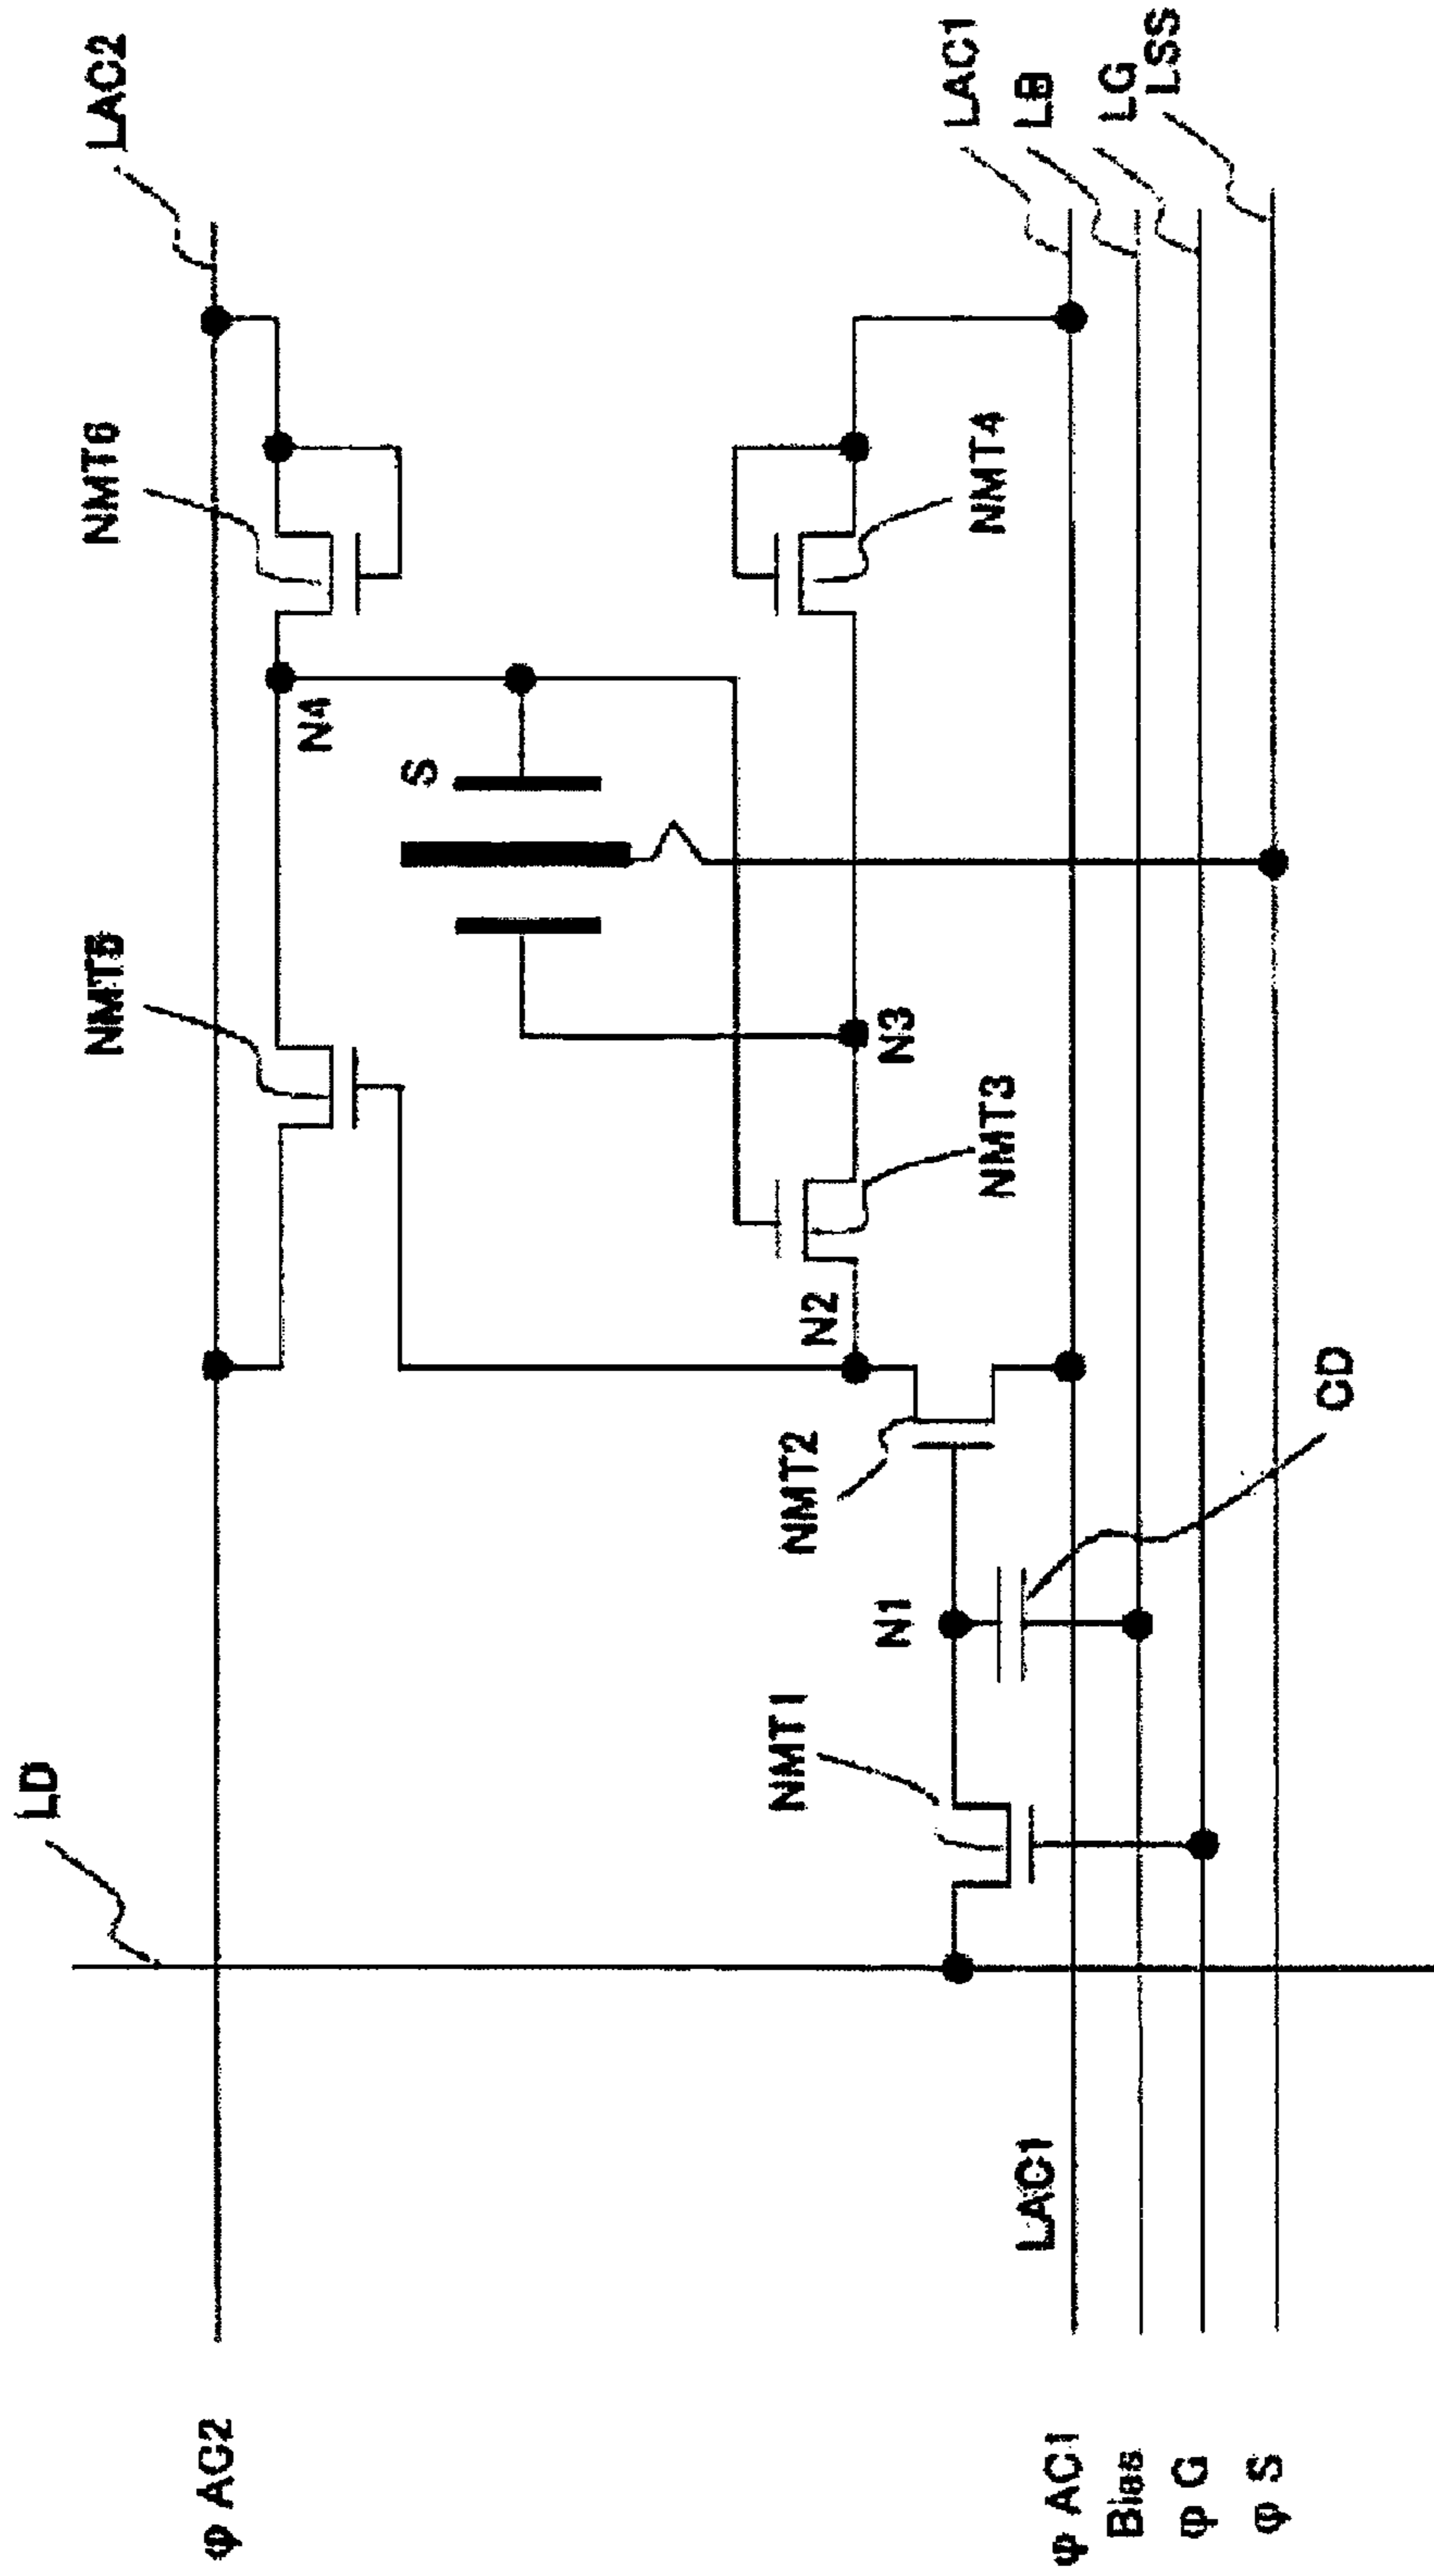 LD
LAC2
NMT5
NMT6
N4
S
NMT1
N1
NMT2
N2
NMT3
N3
NMT4
CD
LAC1
LAC1
LB
LG
LSS
φ AC2
φ AC1
Bias
φ G
φ S